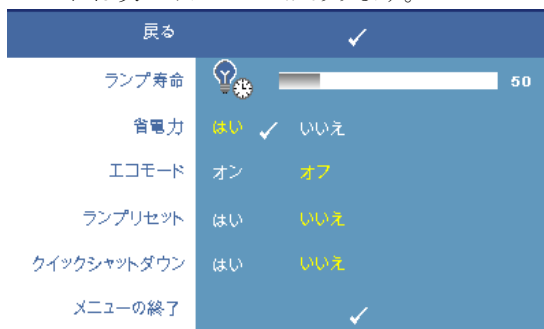 戻る
ランプ寿命 50
省電力 はい いいえ
エコモード オン オフ
ランプリセット はい いいえ
クイックシャットダウン はい いいえ
メニューの終了